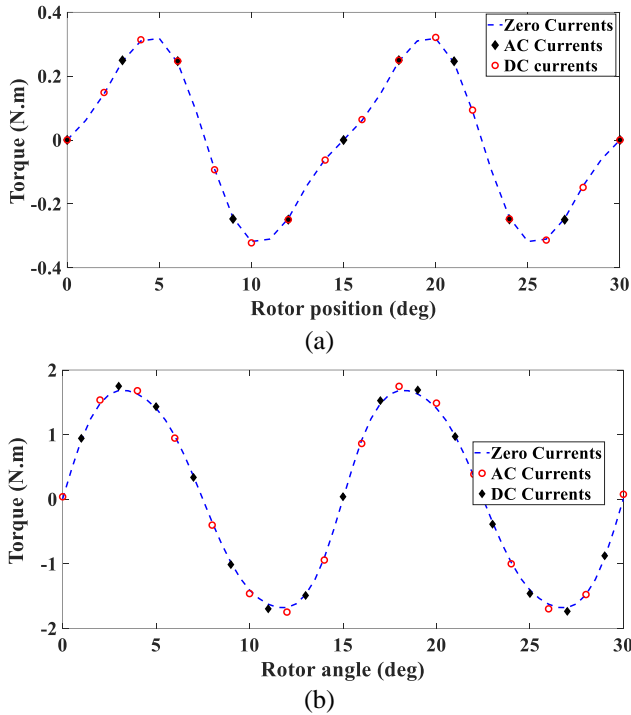 0.4
0.2
0
-0.2
-0.4
Torque (N.m)
Zero Currents
AC Currents
DC currents
0 5 10 15 20 25 30
Rotor position (deg)
(a)
2
1
0
-1
-2
Torque (N.m)
Zero Currents
AC Currents
DC Currents
0 5 10 15 20 25 30
Rotor angle (deg)
(b)